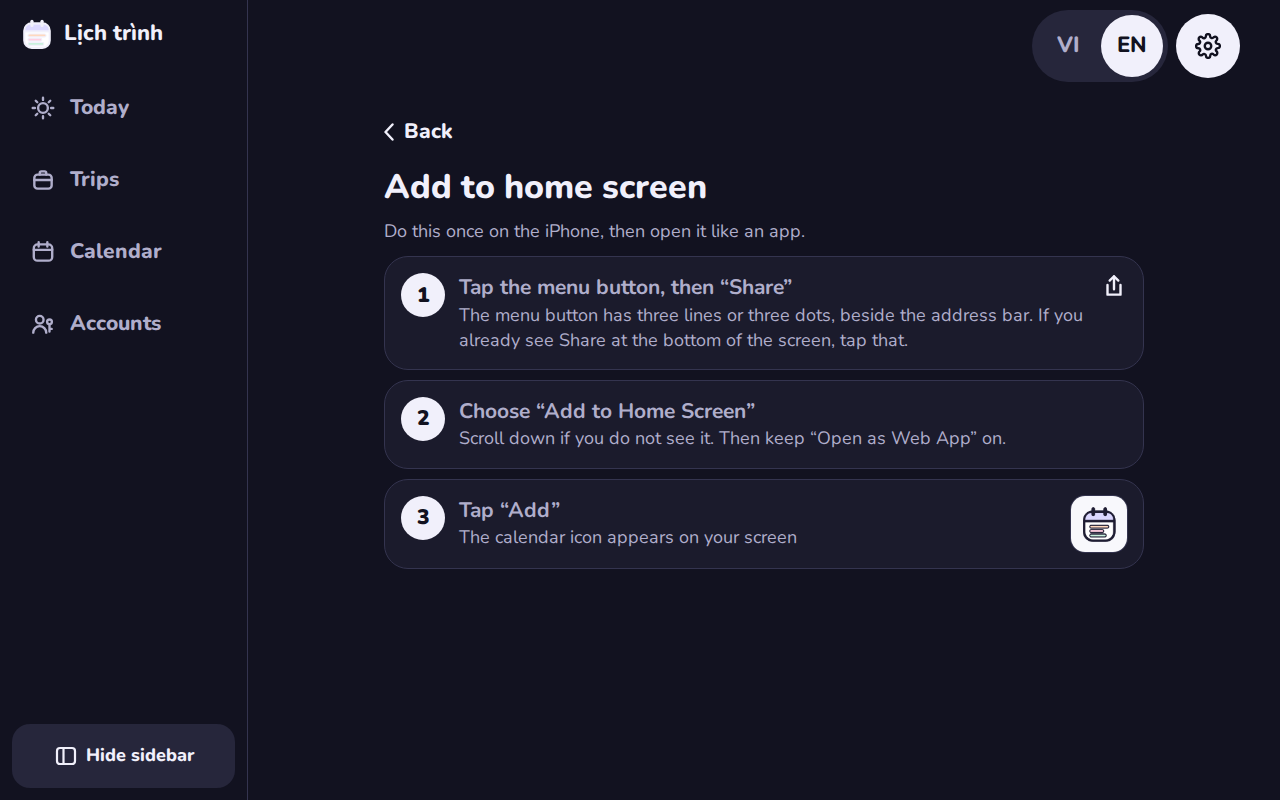 Lịch trình
Today
Trips
Calendar
Accounts
Hide sidebar
VI
EN
Back
Add to home screen
Do this once on the iPhone, then open it like an app.
1
Tap the menu button, then “Share”
The menu button has three lines or three dots, beside the address bar. If you
already see Share at the bottom of the screen, tap that.
2
Choose “Add to Home Screen”
Scroll down if you do not see it. Then keep “Open as Web App” on.
3
Tap “Add”
The calendar icon appears on your screen